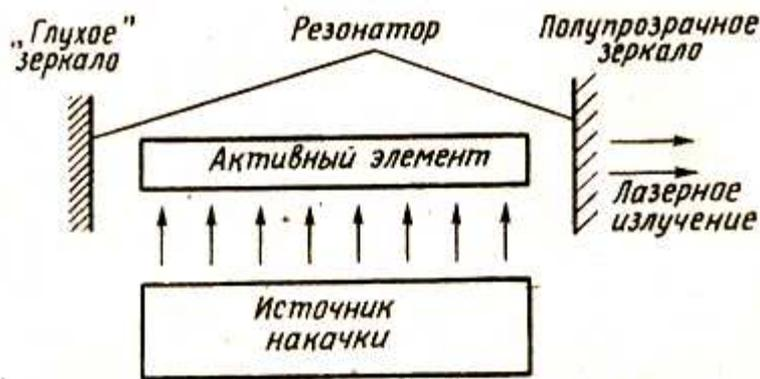 „Глухое"
зеркало
Резонатор
Полупрозрачное
зеркало
Активный элемент
Лазерное
излучение
Источник
накачки